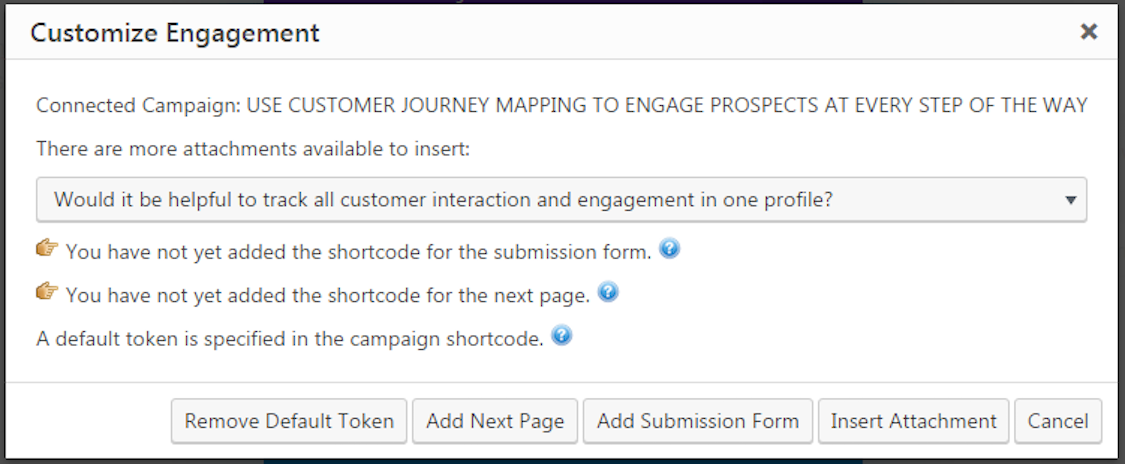 Customize Engagement
Connected Campaign: USE CUSTOMER JOURNEY MAPPING TO ENGAGE PROSPECTS AT EVERY STEP OF THE WAY
There are more attachments available to insert:
Would it be helpful to track all customer interaction and engagement in one profile?
You have not yet added the shortcode for the submission form. ?
You have not yet added the shortcode for the next page. ?
A default token is specified in the campaign shortcode. ?
Remove Default Token Add Next Page Add Submission Form Insert Attachment Cancel